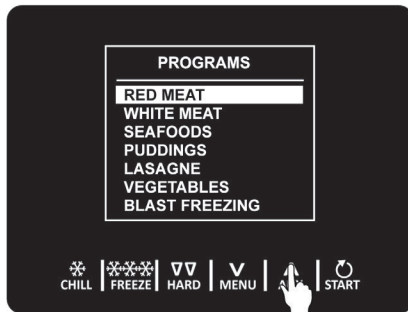 PROGRAMS
RED MEAT
WHITE MEAT
SEAFOODS
PUDDINGS
LASAGNE
VEGETABLES
BLAST FREEZING
CHILL FREEZE HARD MENU START